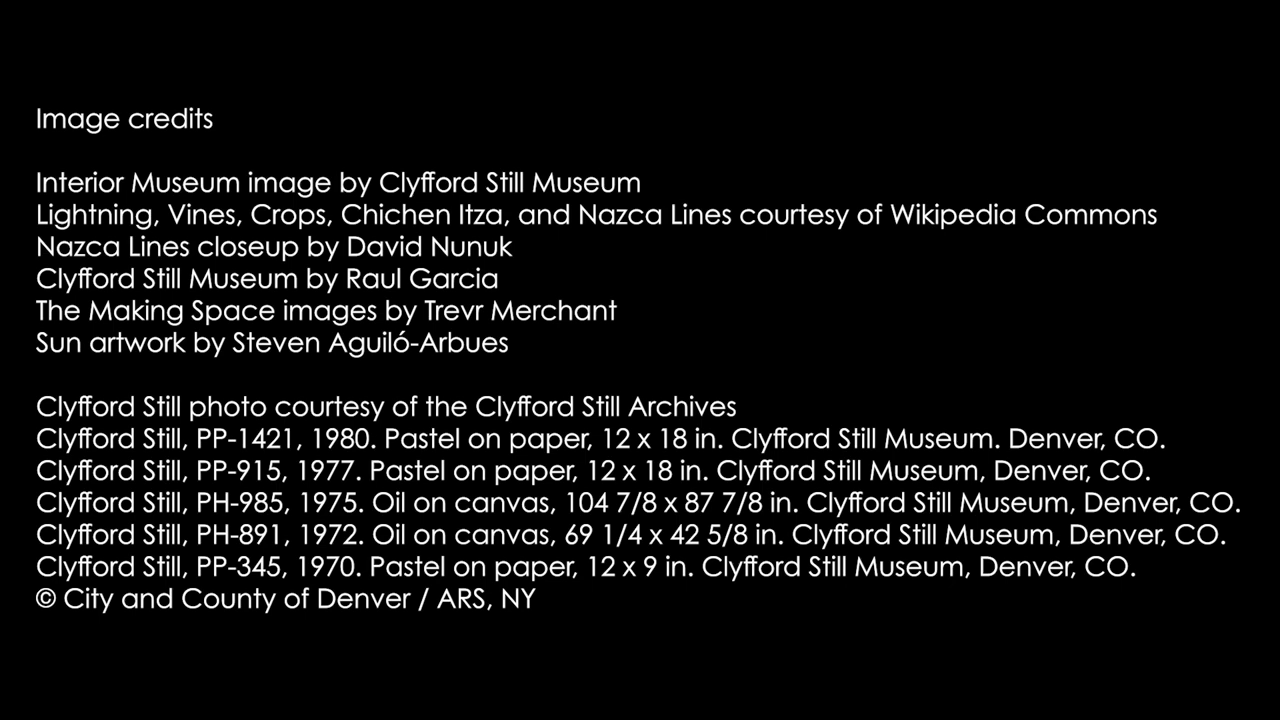 Image credits
Interior Museum image by Clyfford Still Museum
Lightning, Vines, Crops, Chichen Itza, and Nazca Lines courtesy of Wikipedia Commons
Nazca Lines closeup by David Nunuk
Clyfford Still Museum by Raul Garcia
The Making Space images by Trevr Merchant
Sun artwork by Steven Aguiló-Arbues
Clyfford Still photo courtesy of the Clyfford Still Archives
Clyfford Still, PP-1421, 1980. Pastel on paper, 12 x 18 in. Clyfford Still Museum. Denver, CO.
Clyfford Still, PP-915, 1977. Pastel on paper, 12 x 18 in. Clyfford Still Museum, Denver, CO.
Clyfford Still, PH-985, 1975. Oil on canvas, 104 7/8 x 87 7/8 in. Clyfford Still Museum, Denver, CO.
Clyfford Still, PH-891, 1972. Oil on canvas, 69 1/4 x 42 5/8 in. Clyfford Still Museum, Denver, CO.
Clyfford Still, PP-345, 1970. Pastel on paper, 12 x 9 in. Clyfford Still Museum, Denver, CO.
© City and County of Denver / ARS, NY